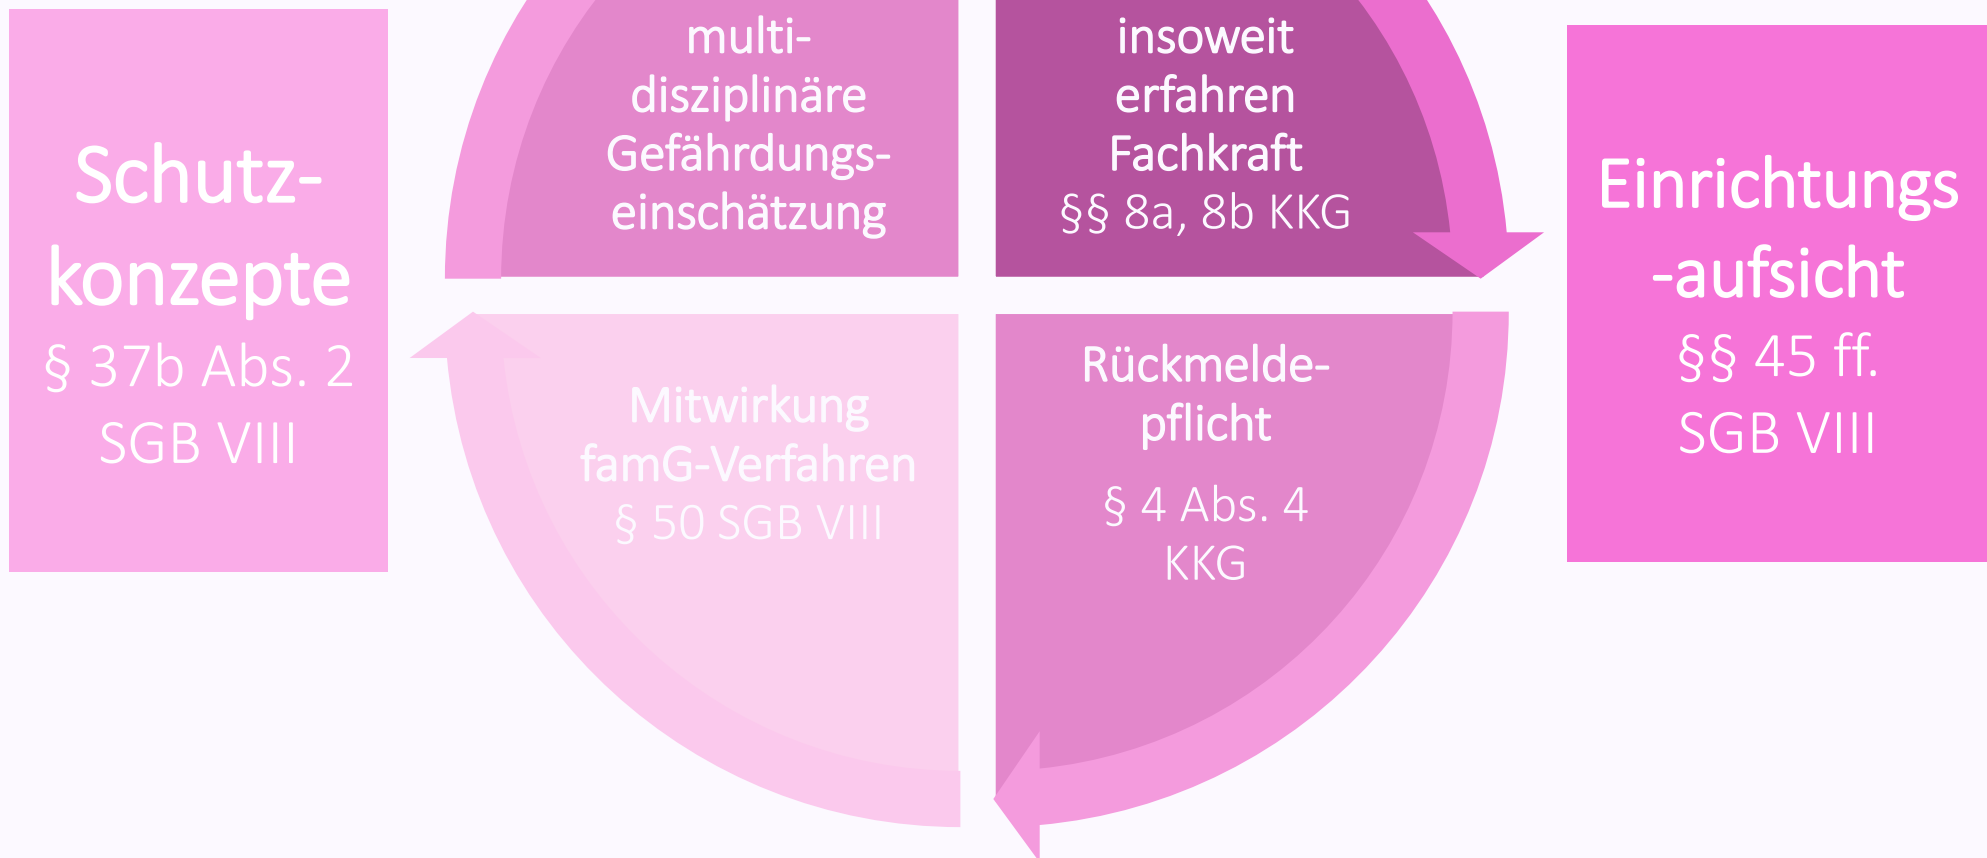 Schutz-
konzepte
§ 37b Abs. 2
SGB VIII
multi-
disziplinäre
Gefährdungs-
einschätzung
insoweit
erfahren
Fachkraft
§§ 8a, 8b KKG
Mitwirkung
famG-Verfahren
§ 50 SGB VIII
Rückmelde-
pflicht
§ 4 Abs. 4
KKG
Einrichtungs
-aufsicht
§§ 45 ff.
SGB VIII